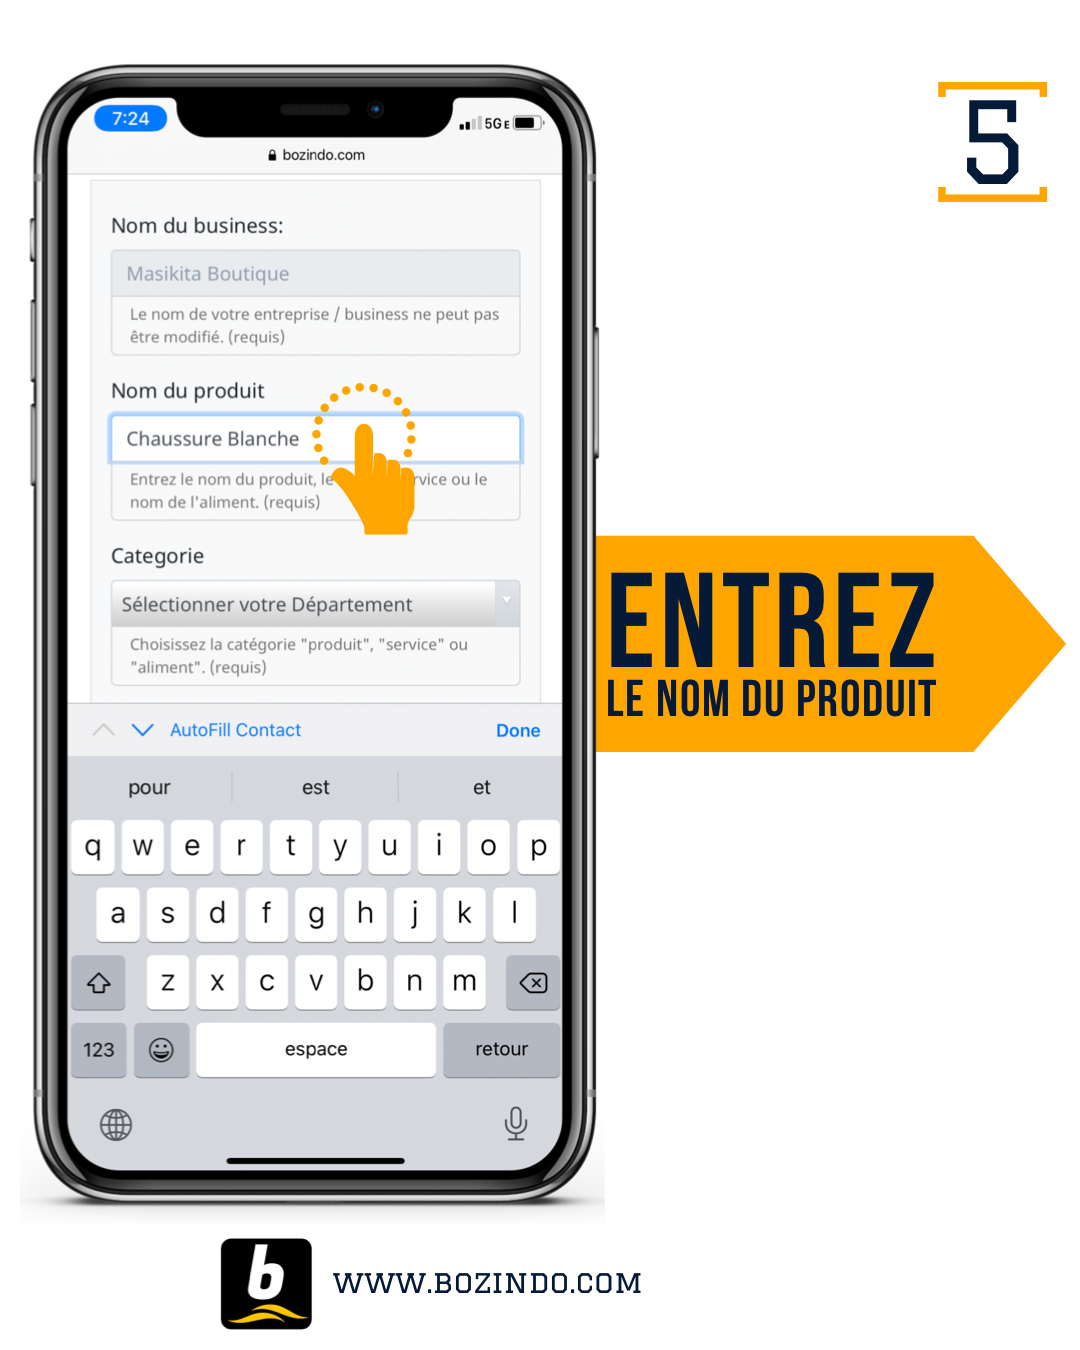 7:24
5GE
bozindo.com
5
Nom du business:
Masikita Boutique
Le nom de votre entreprise / business ne peut pas
être modifié. (requis)
Nom du produit
Chaussure Blanche
Entrez le nom du produit, le rvice ou le
nom de l'aliment. (requis)
Categorie
Sélectionner votre Département
Choisissez la catégorie "produit", "service" ou
"aliment". (requis)
ENTREZ
LE NOM DU PRODUIT
AutoFill Contact Done
pour est et
q w e r t y u i o p
a s d f g h j k l
z x c v b n m
123 espace retour
b
WWW.BOZINDO.COM